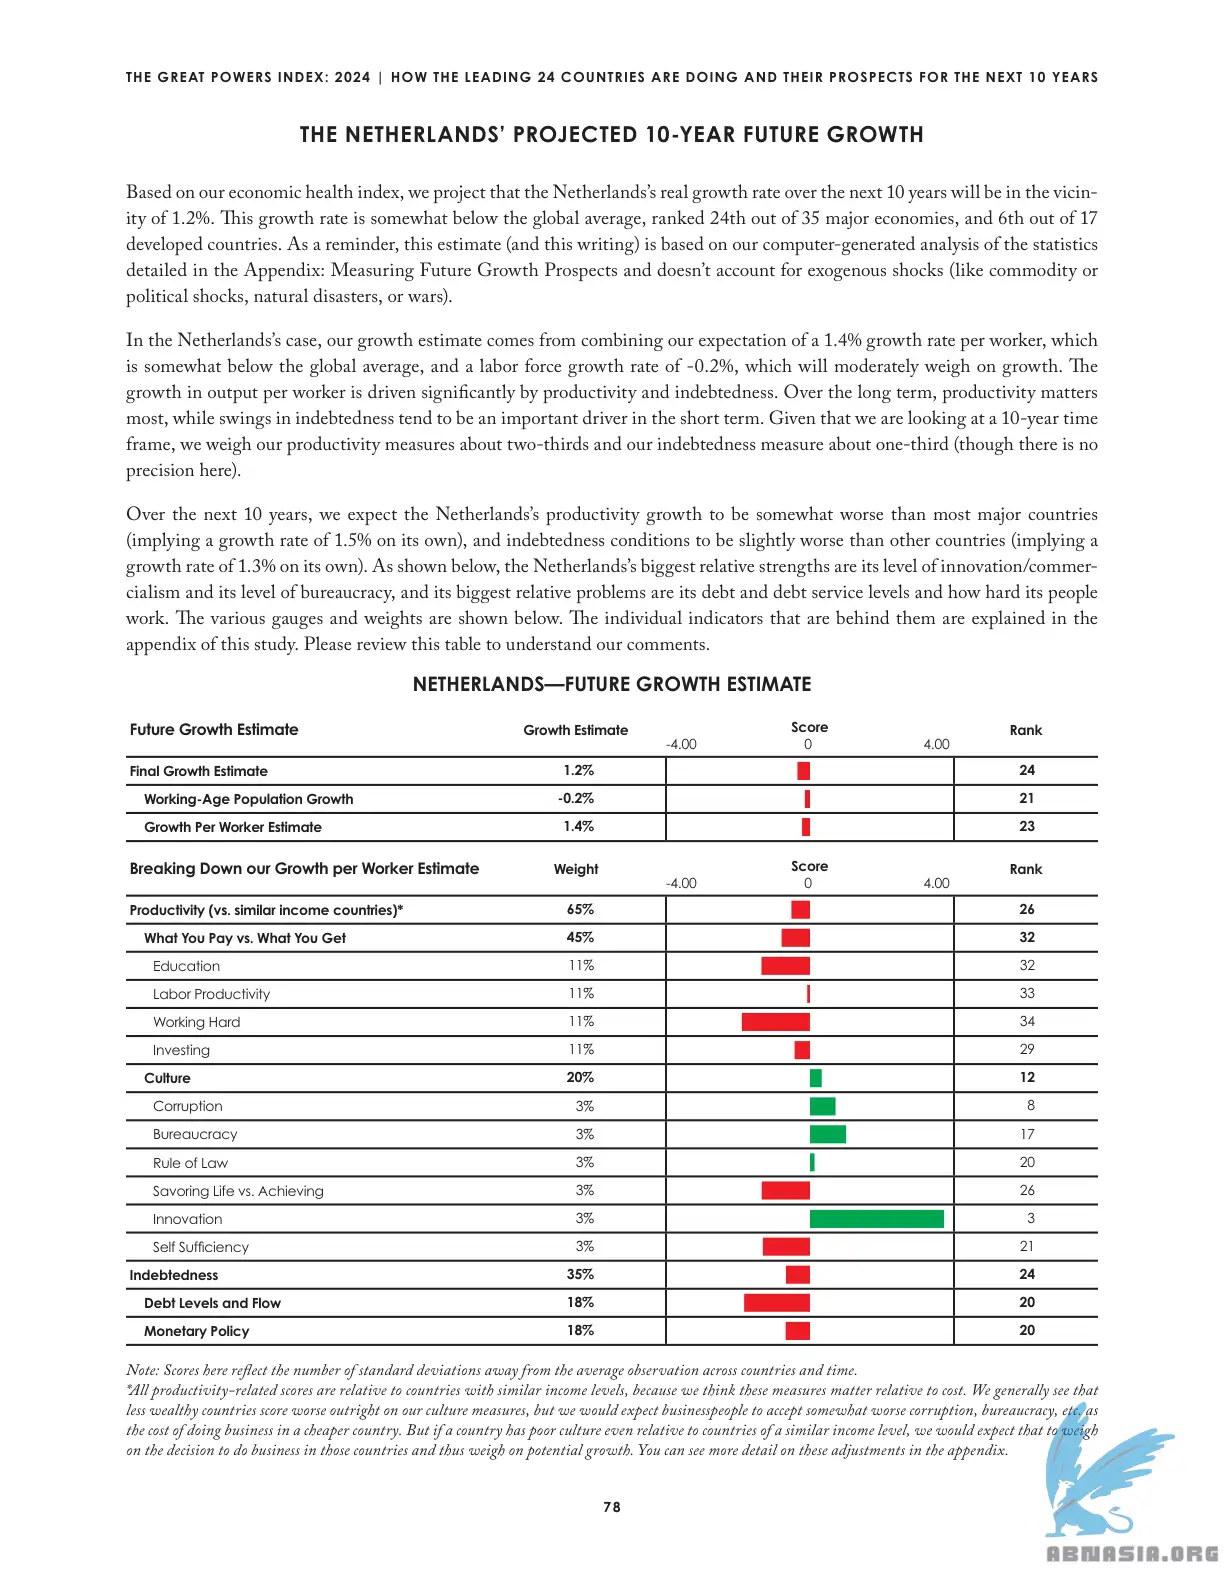 THE GREAT POWERS INDEX: 2024 | HOW THE LEADING 24 COUNTRIES ARE DOING AND THEIR PROSPECTS FOR THE NEXT 10 YEARS
THE NETHERLANDS’ PROJECTED 10-YEAR FUTURE GROWTH
Based on our economic health index, we project that the Netherlands’s real growth rate over the next 10 years will be in the vicin-
ity of 1.2%. This growth rate is somewhat below the global average, ranked 24th out of 35 major economies, and 6th out of 17
developed countries. As a reminder, this estimate (and this writing) is based on our computer-generated analysis of the statistics
detailed in the Appendix: Measuring Future Growth Prospects and doesn’t account for exogenous shocks (like commodity or
political shocks, natural disasters, or wars).
In the Netherlands’s case, our growth estimate comes from combining our expectation of a 1.4% growth rate per worker, which
is somewhat below the global average, and a labor force growth rate of -0.2%, which will moderately weigh on growth. The
growth in output per worker is driven significantly by productivity and indebtedness. Over the long term, productivity matters
most, while swings in indebtedness tend to be an important driver in the short term. Given that we are looking at a 10-year time
frame, we weigh our productivity measures about two-thirds and our indebtedness measure about one-third (though there is no
precision here).
Over the next 10 years, we expect the Netherlands’s productivity growth to be somewhat worse than most major countries
(implying a growth rate of 1.5% on its own), and indebtedness conditions to be slightly worse than other countries (implying a
growth rate of 1.3% on its own). As shown below, the Netherlands’s biggest relative strengths are its level of innovation/commer-
cialism and its level of bureaucracy, and its biggest relative problems are its debt and debt service levels and how hard its people
work. The various gauges and weights are shown below. The individual indicators that are behind them are explained in the
appendix of this study. Please review this table to understand our comments.
NETHERLANDS—FUTURE GROWTH ESTIMATE
Future Growth Estimate Growth Estimate Score Rank
-4.00 0 4.00
Final Growth Estimate 1.2% 24
Working-Age Population Growth -0.2% 21
Growth Per Worker Estimate 1.4% 23
Breaking Down our Growth per Worker Estimate Weight Score Rank
-4.00 0 4.00
Productivity (vs. similar income countries)* 65% 26
What You Pay vs. What You Get 45% 32
Education 11% 32
Labor Productivity 11% 33
Working Hard 11% 34
Investing 11% 29
Culture 20% 12
Corruption 3% 8
Bureaucracy 3% 17
Rule of Law 3% 20
Savoring Life vs. Achieving 3% 26
Innovation 3% 3
Self Sufficiency 3% 21
Indebtedness 35% 24
Debt Levels and Flow 18% 20
Monetary Policy 18% 20
Note: Scores here reflect the number of standard deviations away from the average observation across countries and time.
*All productivity-related scores are relative to countries with similar income levels, because we think these measures matter relative to cost. We generally see that
less wealthy countries score worse outright on our culture measures, but we would expect businesspeople to accept somewhat worse corruption, bureaucracy, etc, as
the cost of doing business in a cheaper country. But if a country has poor culture even relative to countries of a similar income level, we would expect that to weigh
on the decision to do business in those countries and thus weigh on potential growth. You can see more detail on these adjustments in the appendix.
78
ABNASIA.ORG